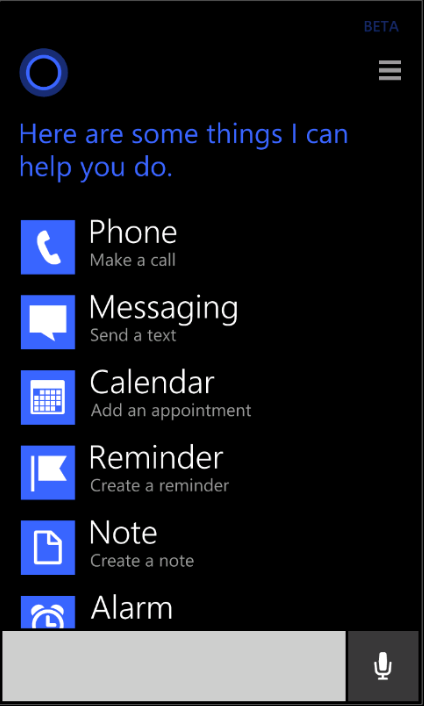 BETA
Here are some things I can
help you do.
Phone
Make a call
Messaging
Send a text
Calendar
Add an appointment
Reminder
Create a reminder
Note
Create a note
Alarm